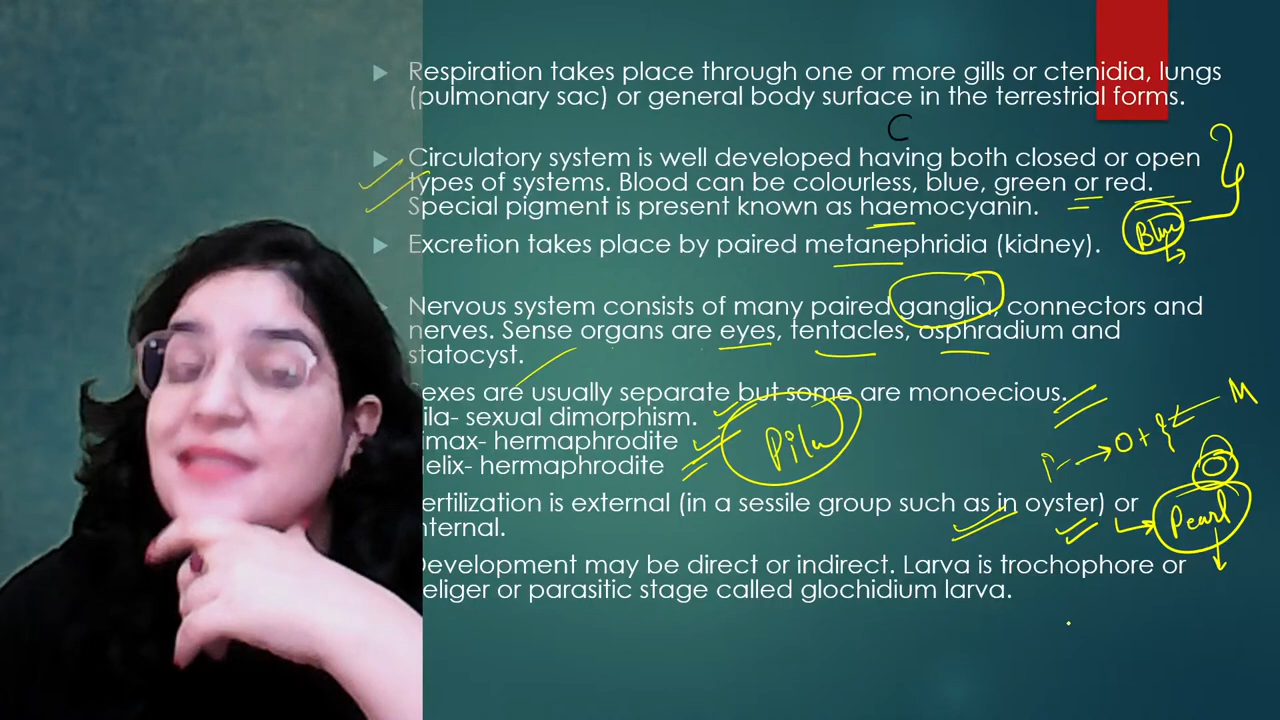 Respiration takes place through one or more gills or ctenidia, lungs
(pulmonary sac) or general body surface in the terrestrial forms.
C
Circulatory system is well developed having both closed or open
types of systems. Blood can be colourless, blue, green or red.
Special pigment is present known as haemocyanin.
Blue
Excretion takes place by paired metanephridia (kidney).
Nervous system consists of many paired ganglia, connectors and
nerves. Sense organs are eyes, tentacles, osphradium and
statocyst.
exes are usually separate but some are monoecious.
M
ila- sexual dimorphism.
imax- hermaphrodite
Pila
elix- hermaphrodite
ertilization is external (in a sessile group such as in oyster) or
Pearl
nternal.
Development may be direct or indirect. Larva is trochophore or
eliger or parasitic stage called glochidium larva.